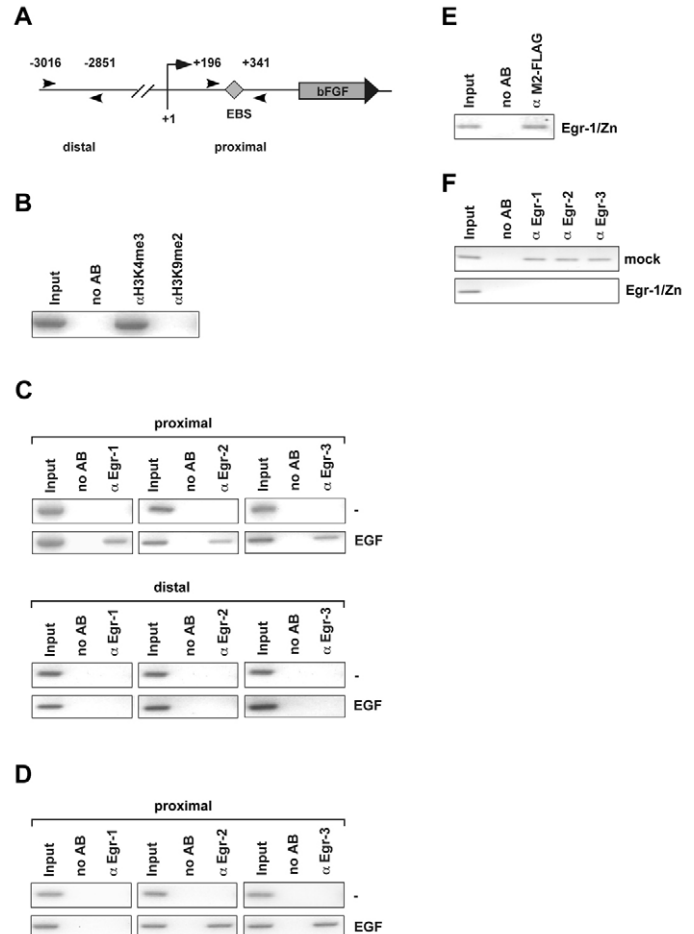 A
-3016
-2851
+196
+341
bFGF
+1
EBS
distal
proximal
B
Input
no AB
αH3K4me3
αH3K9me2
C
proximal
Input
no AB
α Egr-1
Input
no AB
α Egr-2
Input
no AB
α Egr-3
-
EGF
distal
Input
no AB
α Egr-1
Input
no AB
α Egr-2
Input
no AB
α Egr-3
-
EGF
D
proximal
Input
no AB
α Egr-1
Input
no AB
α Egr-2
Input
no AB
α Egr-3
-
EGF
E
Input
no AB
α M2-FLAG
Egr-1/Zn
F
Input
no AB
α Egr-1
α Egr-2
α Egr-3
mock
Egr-1/Zn